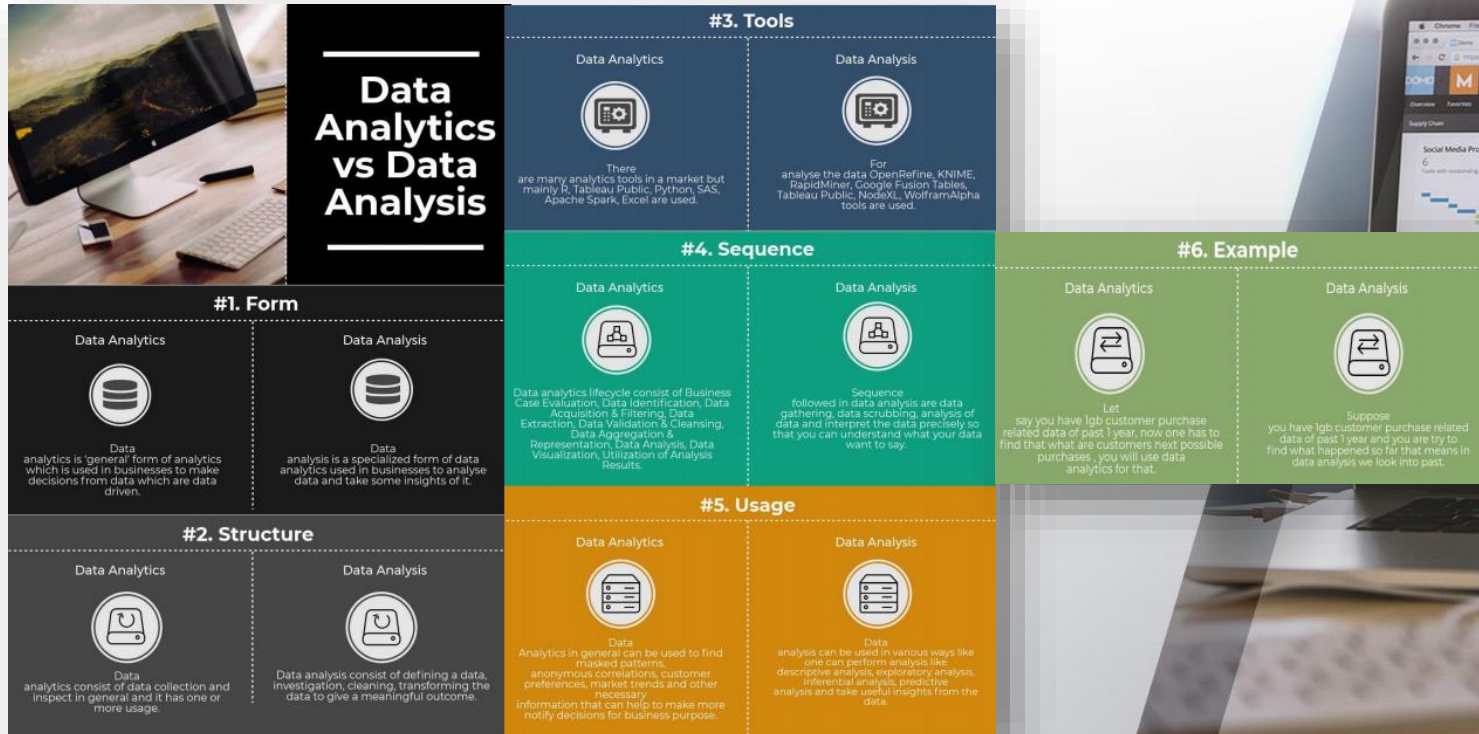 Data
Analytics
vs Data
Analysis
#1. Form
Data Analytics
Data
analytics is 'general' form of analytics
which is used in businesses to make
decisions from data which are data
driven.
Data Analysis
Data
analysis is a specialized form of data
analytics used in businesses to analyse
data and take some insights of it.
#2. Structure
Data Analytics
Data
analytics consist of data collection and
inspect in general and it has one or
more usage.
Data Analysis
Data analysis consist of defining a data,
investigation, cleaning, transforming the
data to give a meaningful outcome.
#3. Tools
Data Analytics
There
are many analytics tools in a market but
mainly R, Tableau Public, Python, SAS,
Apache Spark, Excel are used.
Data Analysis
For
analyse the data OpenRefine, KNIME,
RapidMiner, Google Fusion Tables,
Tableau Public, NodeXL, WolframAlpha
tools are used.
#4. Sequence
Data Analytics
Data analytics lifecycle consist of Business
Case Evaluation, Data Identification, Data
Acquisition & Filtering, Data
Extraction, Data Validation & Cleansing,
Data Aggregation &
Representation, Data Analysis, Data
Visualization, Utilization of Analysis
Results.
Data Analysis
Sequence
followed in data analysis are data
gathering, data scrubbing, analysis of
data and interpret the data precisely so
that you can understand what your data
want to say.
#5. Usage
Data Analytics
Data
Analytics in general can be used to find
masked patterns,
anonymous correlations, customer
preferences, market trends and other
necessary
information that can help to make more
notify decisions for business purpose.
Data Analysis
Data
analysis can be used in various ways like
one can perform analysis like
descriptive analysis, exploratory analysis,
inferential analysis, predictive
analysis and take useful insights from the
data.
Chrome
DOMO M
Overview Favorites
Supply Chain
Social Media Pro
6
#6. Example
Data Analytics
Let
say you have 1gb customer purchase
related data of past 1 year, now one has to
find that what are customers next possible
purchases , you will use data
analytics for that.
Data Analysis
Suppose
you have 1gb customer purchase related
data of past 1 year and you are try to
find what happened so far that means in
data analysis we look into past.